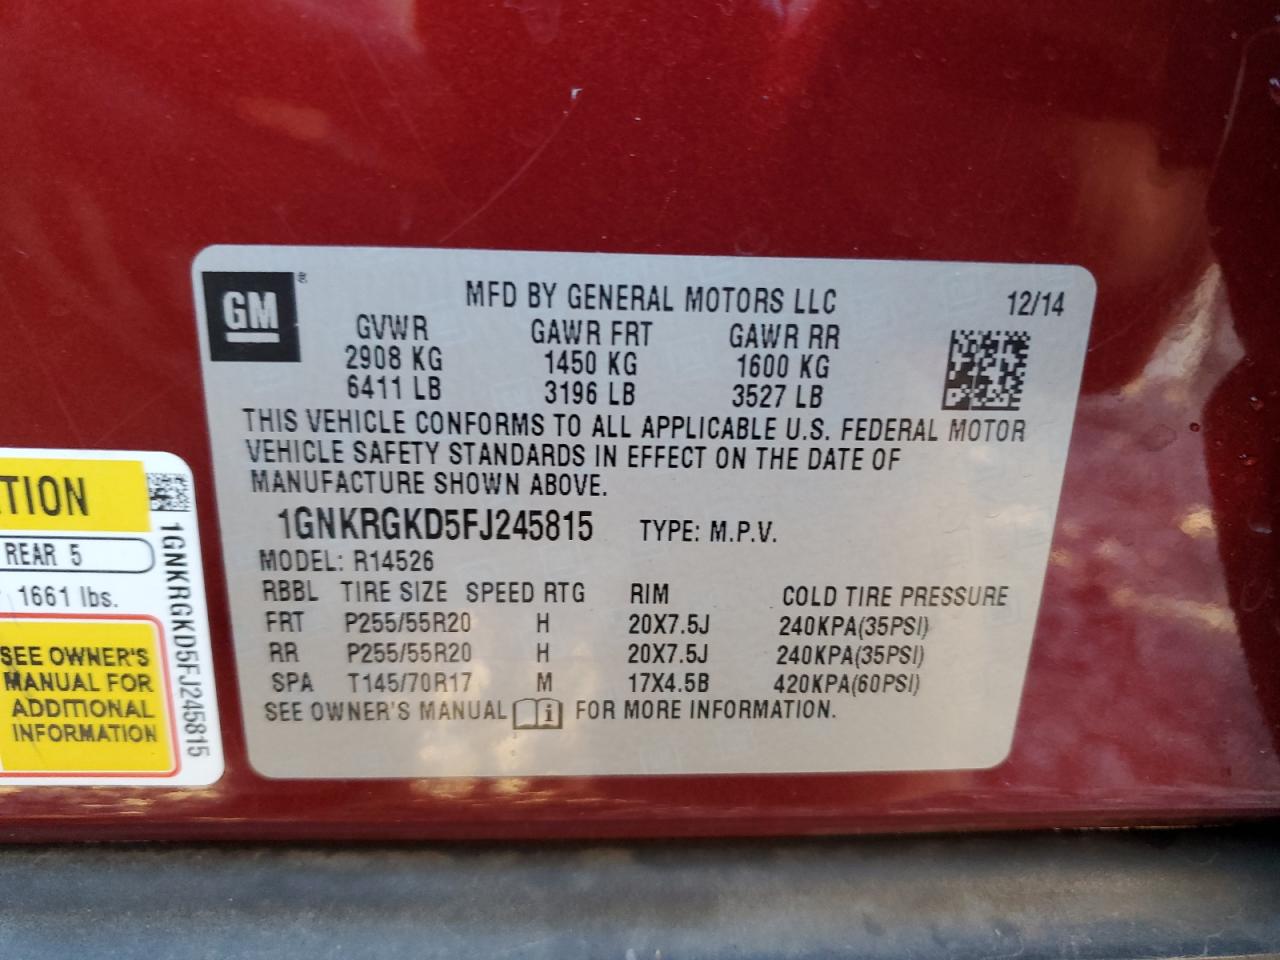 GM ®
MFD BY GENERAL MOTORS LLC 12/14
GVWR GAWR FRT GAWR RR
2908 KG 1450 KG 1600 KG
6411 LB 3196 LB 3527 LB
THIS VEHICLE CONFORMS TO ALL APPLICABLE U.S. FEDERAL MOTOR
VEHICLE SAFETY STANDARDS IN EFFECT ON THE DATE OF
MANUFACTURE SHOWN ABOVE.
1GNKRGKD5FJ245815 TYPE: M.P.V.
MODEL: R14526
RBBL TIRE SIZE SPEED RTG RIM COLD TIRE PRESSURE
FRT P255/55R20 H 20X7.5J 240KPA(35PSI)
RR P255/55R20 H 20X7.5J 240KPA(35PSI)
SPA T145/70R17 M 17X4.5B 420KPA(60PSI)
SEE OWNER'S MANUAL i FOR MORE INFORMATION.
TION
REAR 5
1661 lbs.
SEE OWNER'S
MANUAL FOR
ADDITIONAL
INFORMATION
1GNKRGKD5FJ245815